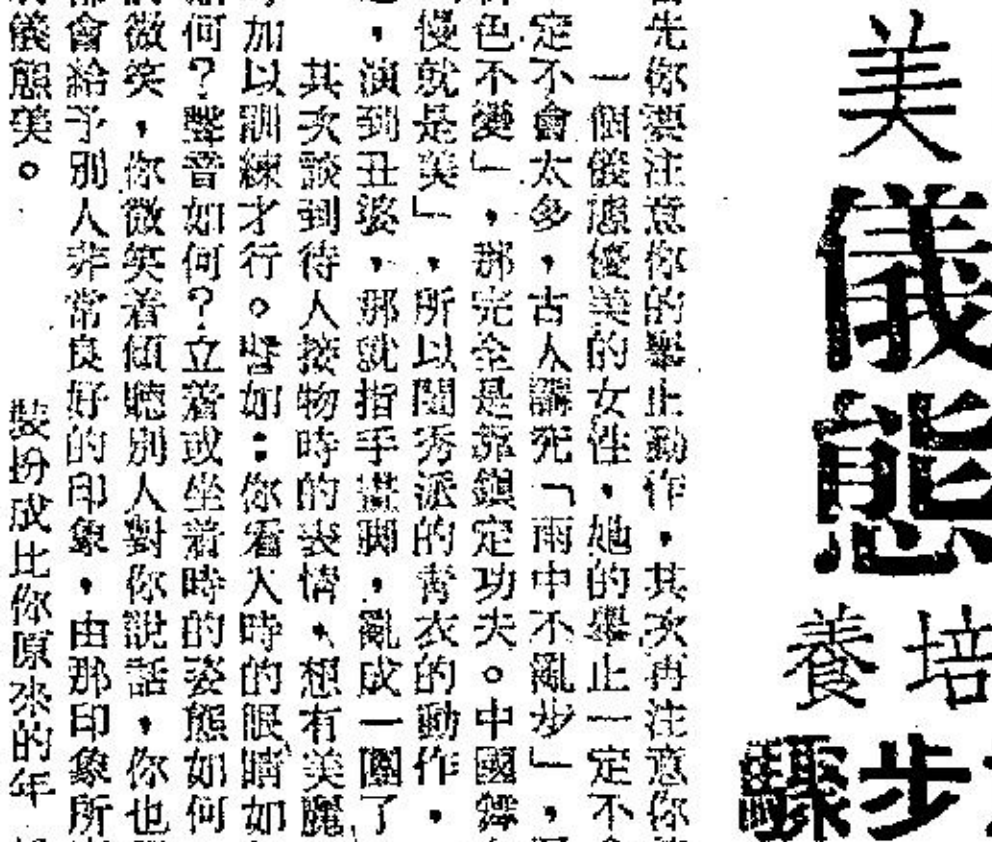 美儀態
培養
步驟
先你要注意你的舉止動作,其次再注意你
一個儀態優美的女性,她的舉止一定不
定不會太多,古人講究「雨中不亂步」,
色不變」,那完全是靠鎮定功夫。中國
慢就是美」,所以閨秀派的青衣的動作,
,演到丑婆,那就指手畫脚,亂成一團了
其次談到待人接物時的表情,想有美麗
加以訓練才行。譬如:你看人時的眼睛如
何?聲音如何?立着或坐着時的姿態如何
微笑,你微笑着傾聽別人對你說話,你也
會給予別人非常良好的印象,由那印象所
儀態美。
裝扮成比你原來的年